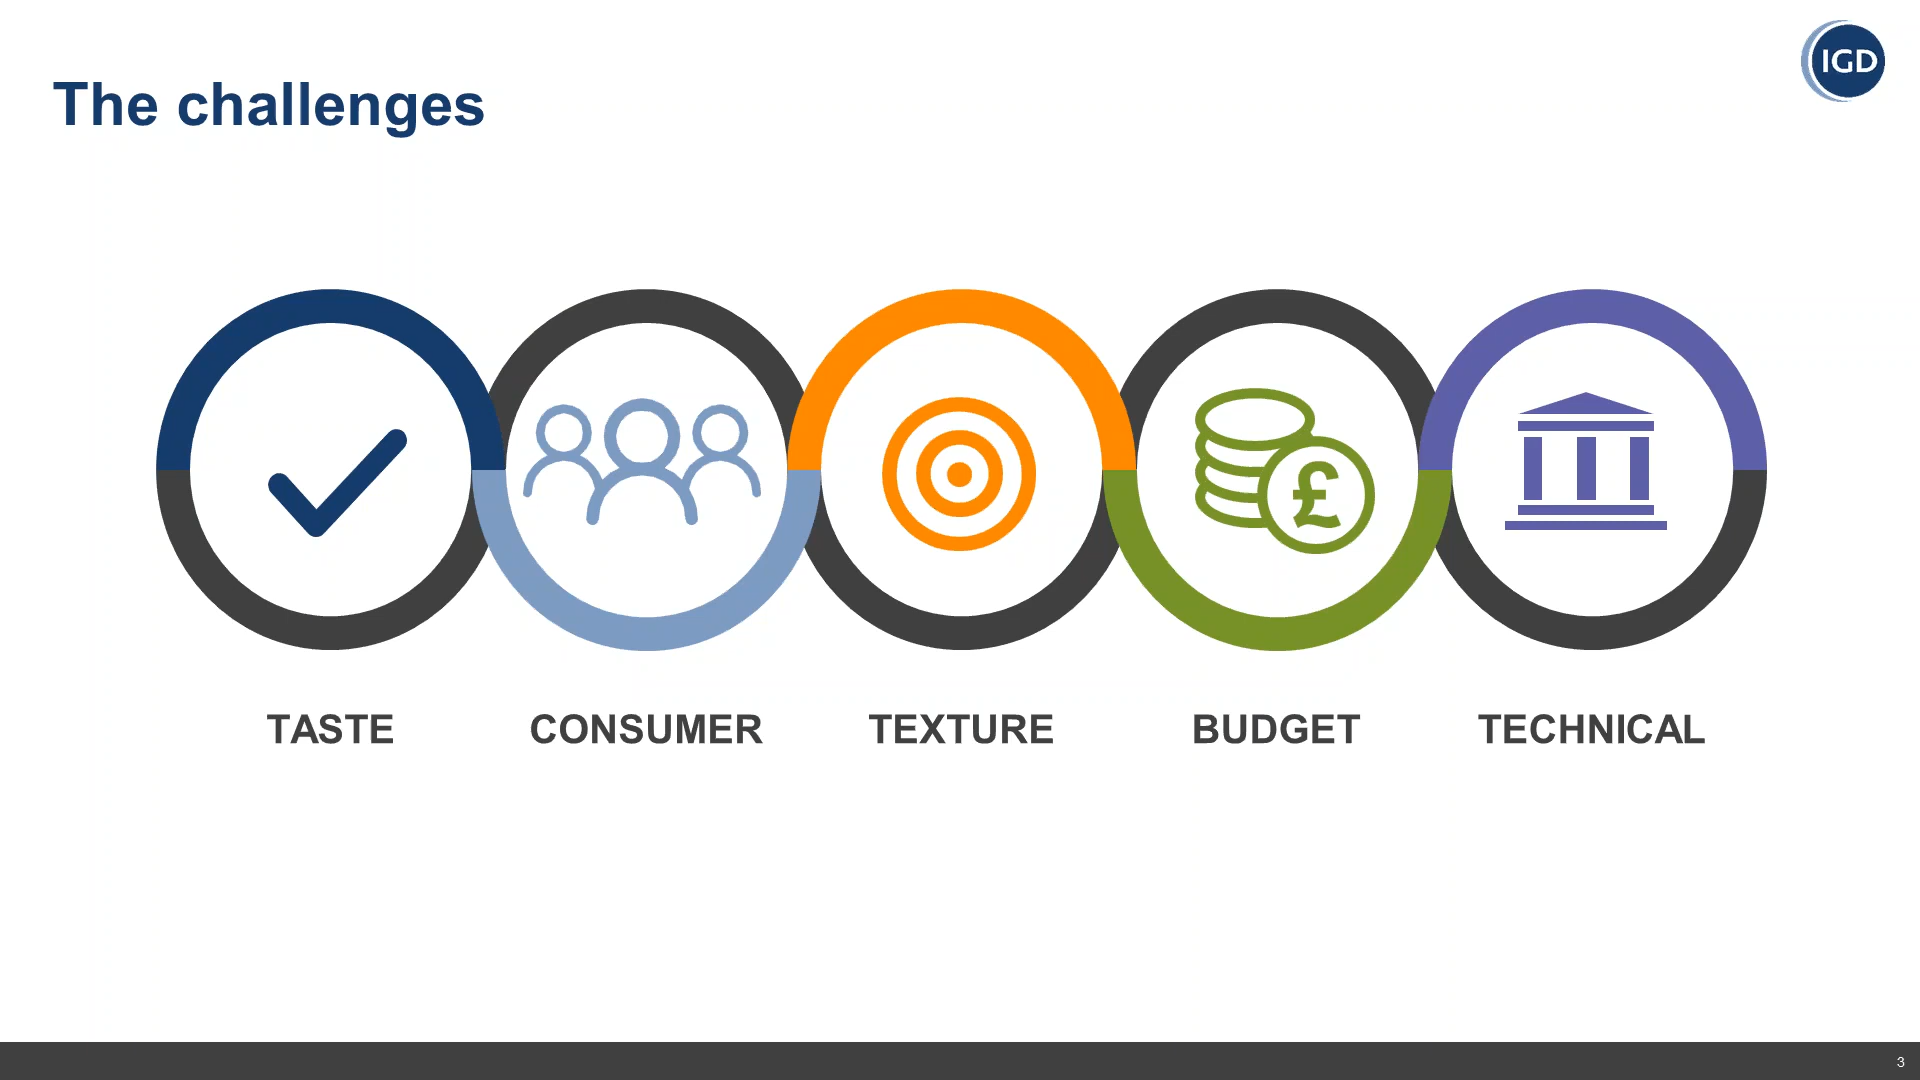 IGD
The challenges
£
TASTE
CONSUMER
TEXTURE
BUDGET
TECHNICAL
3